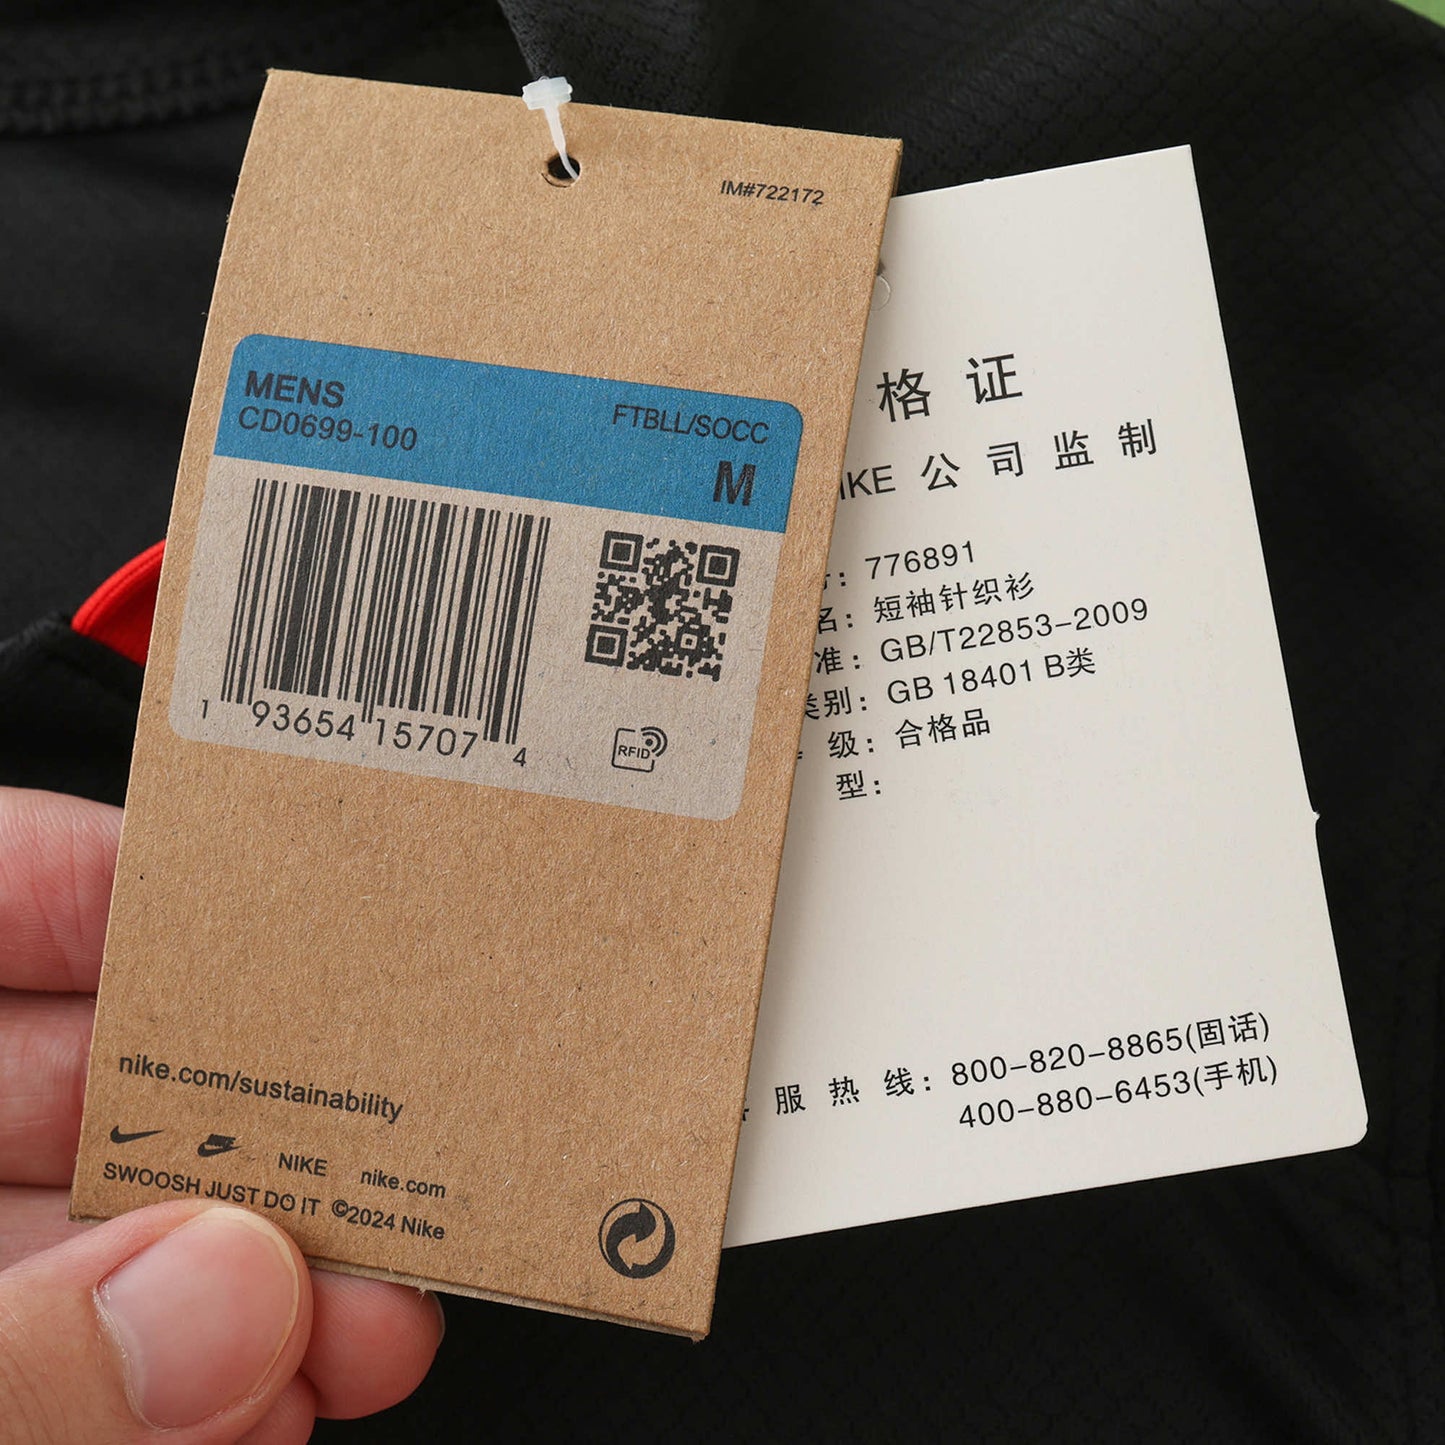 IM#722172
MENS
CD0699-100
FTBLL/SOCC
M
1 93654 15707 4
RFID
nike.com/sustainability
NIKE nike.com
SWOOSH JUST DO IT ©2024 Nike
格证
公司监制
776891
名：短袖针织衫
准：GB/T22853-2009
类别：GB 18401 B类
级：合格品
型：
服热线：800-820-8865(固话)
400-880-6453(手机)